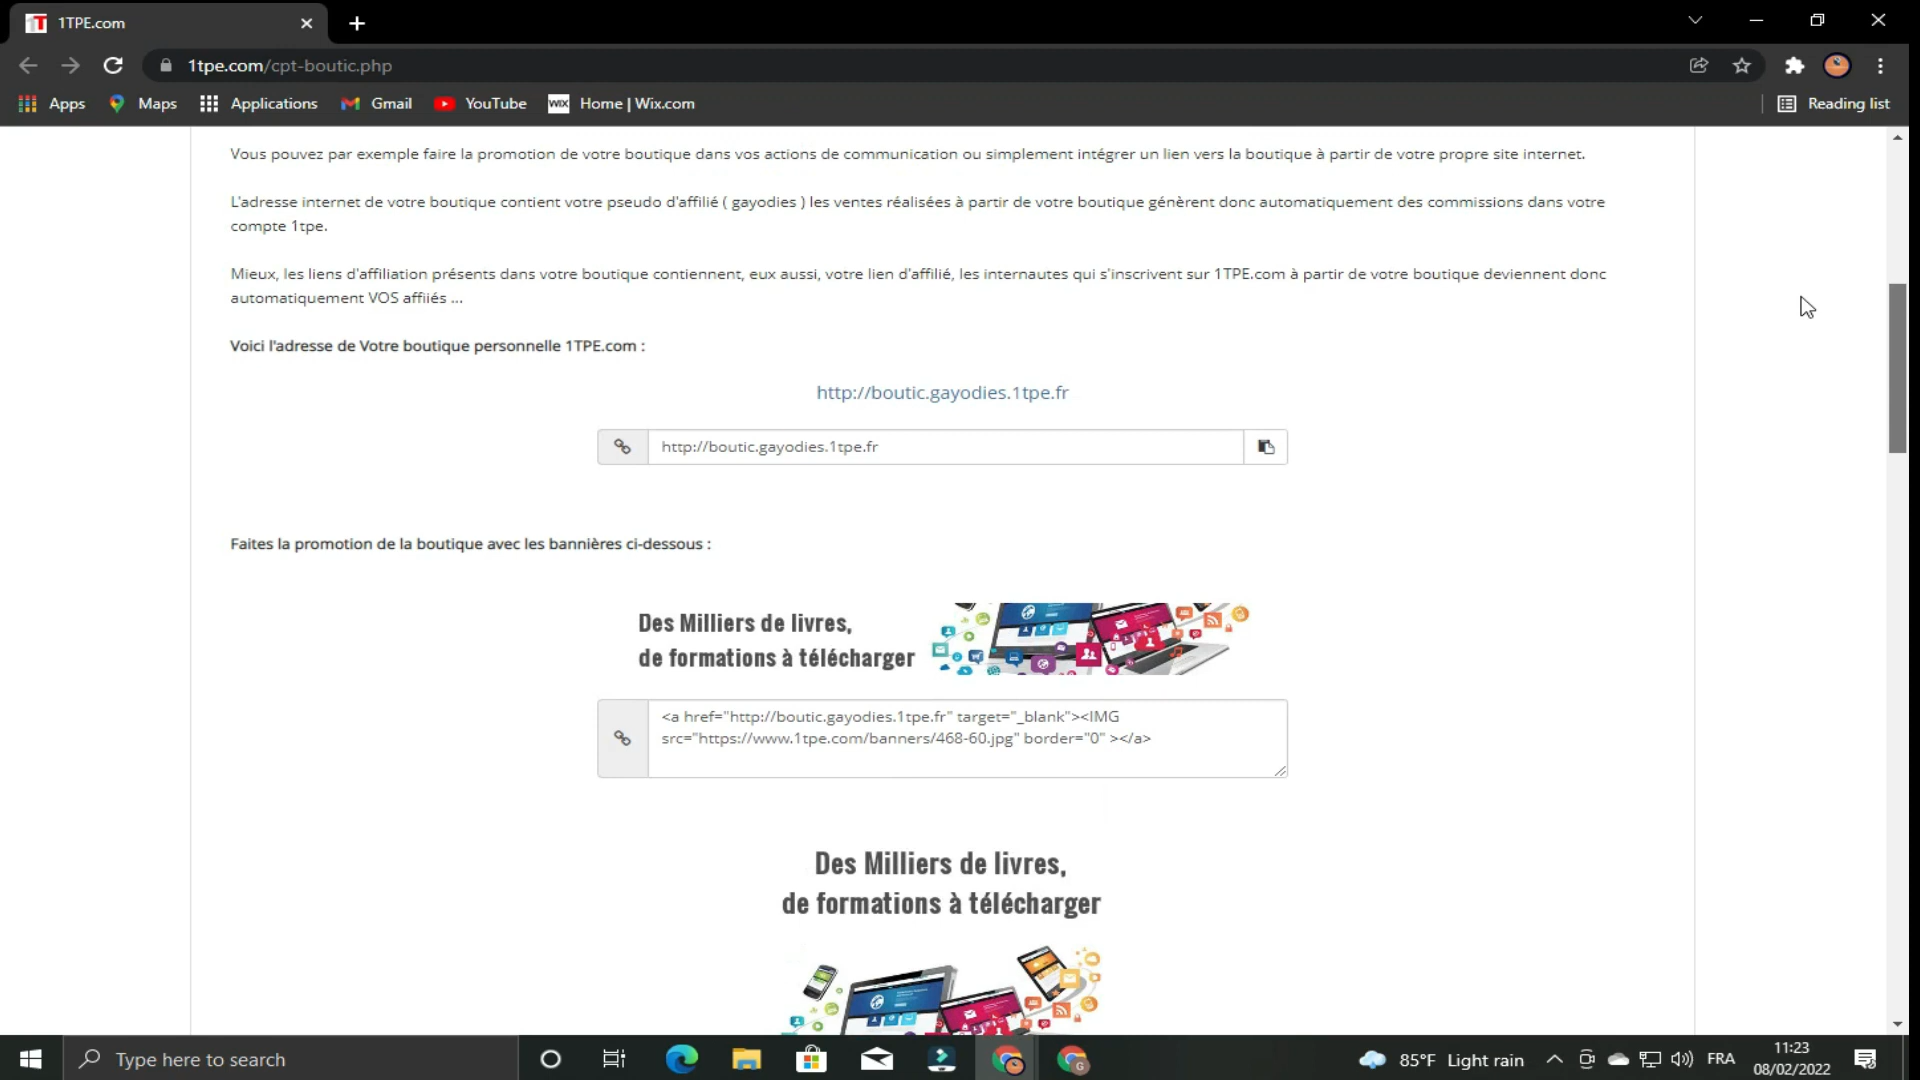 1TPE.com
1tpe.com/cpt-boutic.php
Apps Maps Applications Gmail YouTube WIX Home | Wix.com Reading list
Vous pouvez par exemple faire la promotion de votre boutique dans vos actions de communication ou simplement intégrer un lien vers la boutique à partir de votre propre site internet.
L'adresse internet de votre boutique contient votre pseudo d'affilié ( gayodies ) les ventes réalisées à partir de votre boutique génèrent donc automatiquement des commissions dans votre
compte 1tpe.
Mieux, les liens d'affiliation présents dans votre boutique contiennent, eux aussi, votre lien d'affilié, les internautes qui s'inscrivent sur 1TPE.com à partir de votre boutique deviennent donc
automatiquement VOS affiiés ...
Voici l'adresse de Votre boutique personnelle 1TPE.com :
http://boutic.gayodies.1tpe.fr
http://boutic.gayodies.1tpe.fr
Faites la promotion de la boutique avec les bannières ci-dessous :
Des Milliers de livres,
de formations à télécharger
<a href="http://boutic.gayodies.1tpe.fr" target="_blank"><IMG
src="https://www.1tpe.com/banners/468-60.jpg" border="0" ></a>
Des Milliers de livres,
de formations à télécharger
Type here to search
85°F Light rain
FRA
11:23
08/02/2022